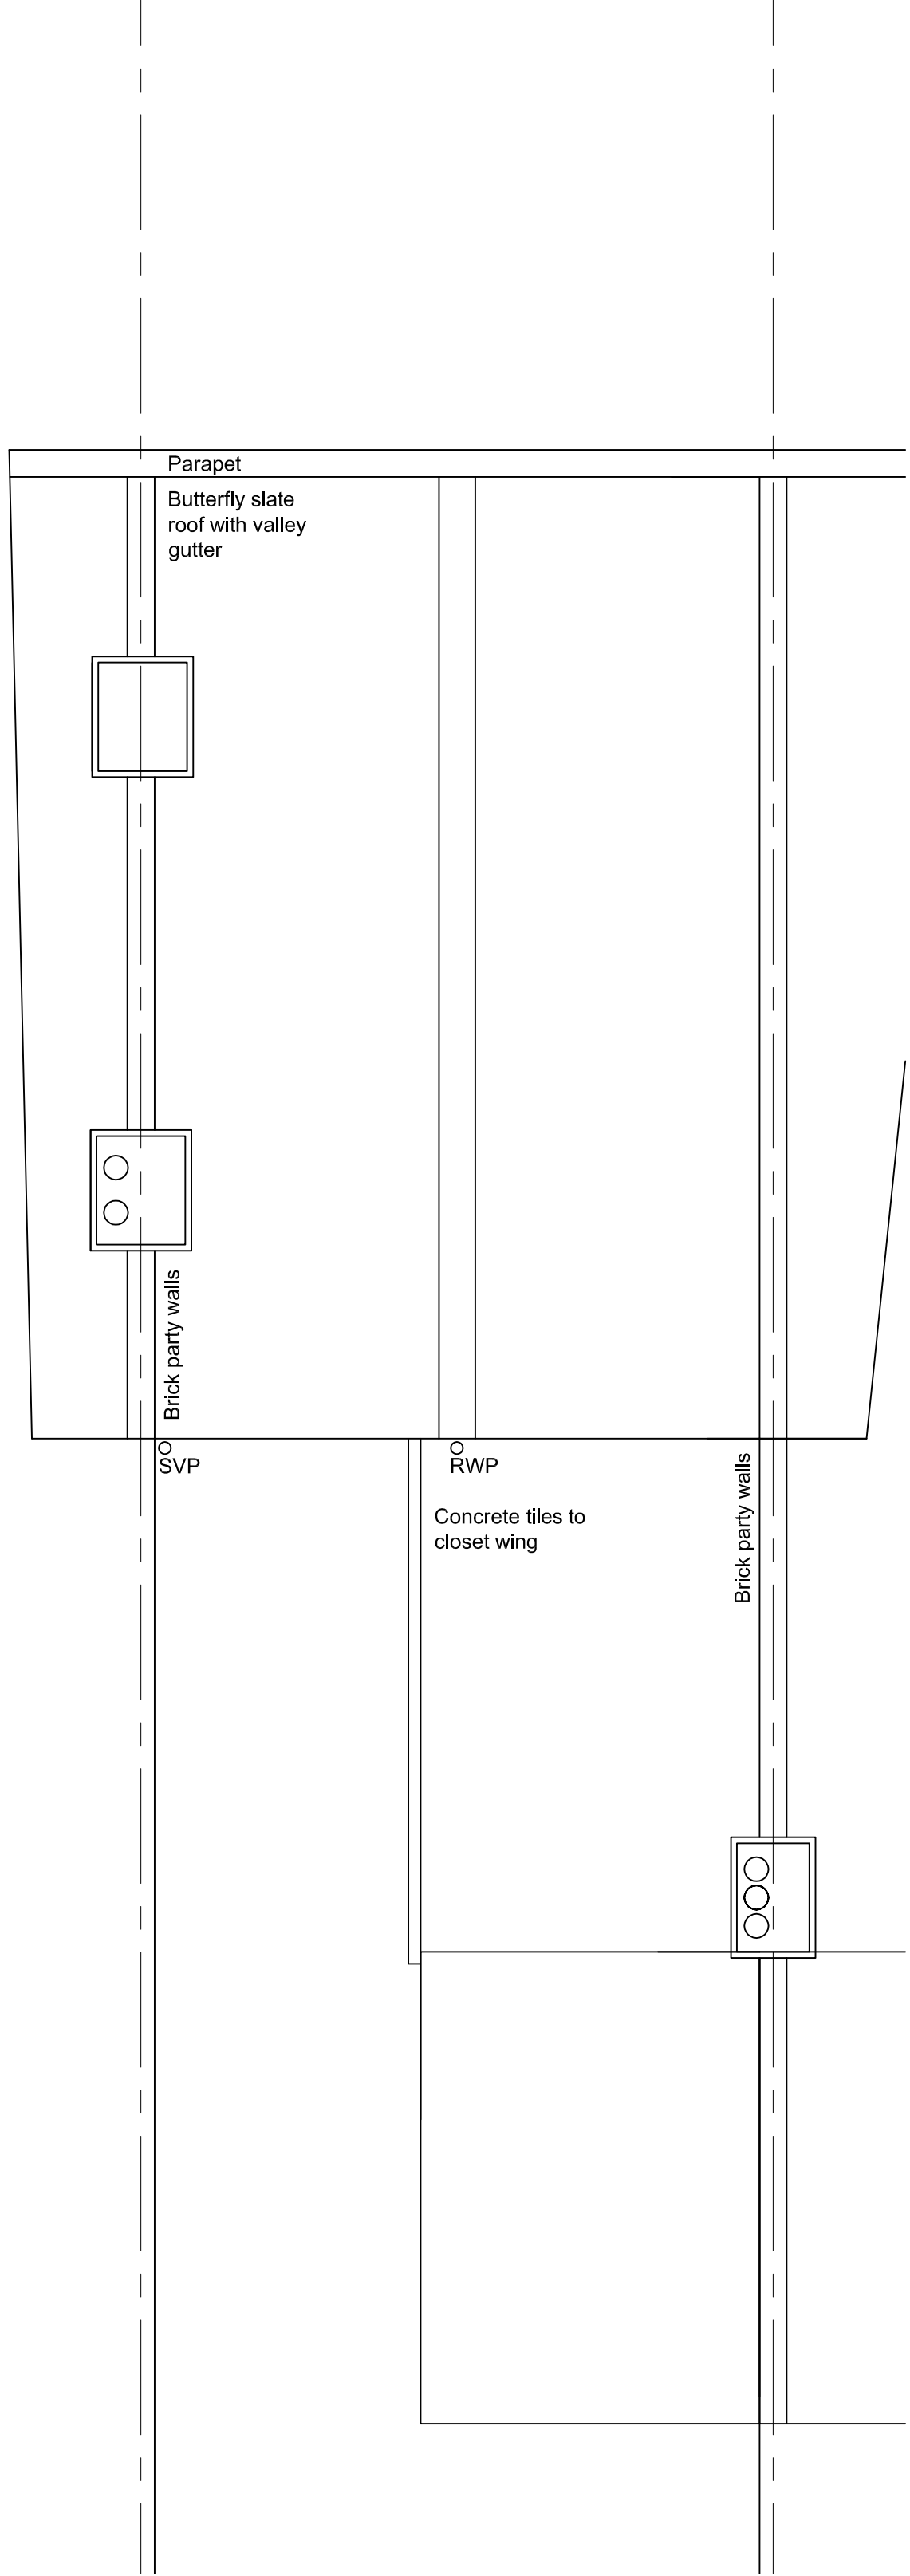 Parapet
Butterfly slate
roof with valley
gutter
Brick party walls
SVP
RWP
Brick party walls
Concrete tiles to
closet wing